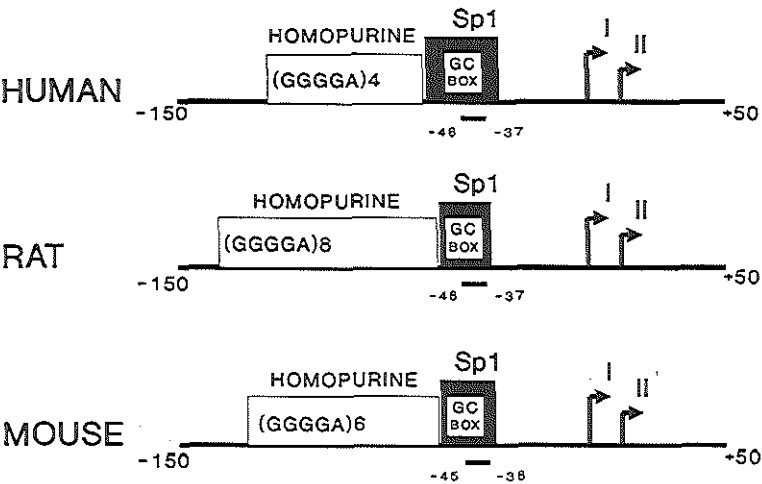 Sp1
HOMOPURINE
I
II
(GGGGA)4
GC
BOX
HUMAN
-150
+50
-46
-37
Sp1
HOMOPURINE
I
II
(GGGGA)8
GC
BOX
RAT
-150
+50
-46
-37
Sp1
HOMOPURINE
I
II
(GGGGA)6
GC
BOX
MOUSE
-150
+50
-45
-36